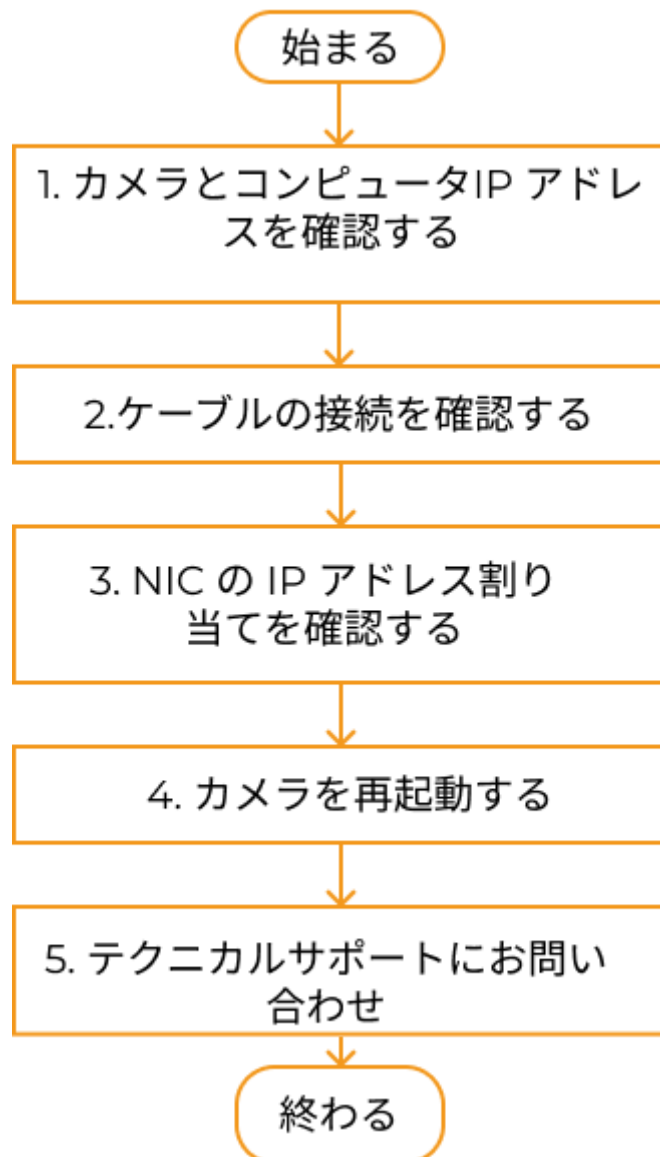 始まる
1. カメラとコンピュータIP アドレ
スを確認する
2.ケーブルの接続を確認する
3. NIC の IP アドレス割り
当てを確認する
4. カメラを再起動する
5. テクニカルサポートにお問い
合わせ
終わる